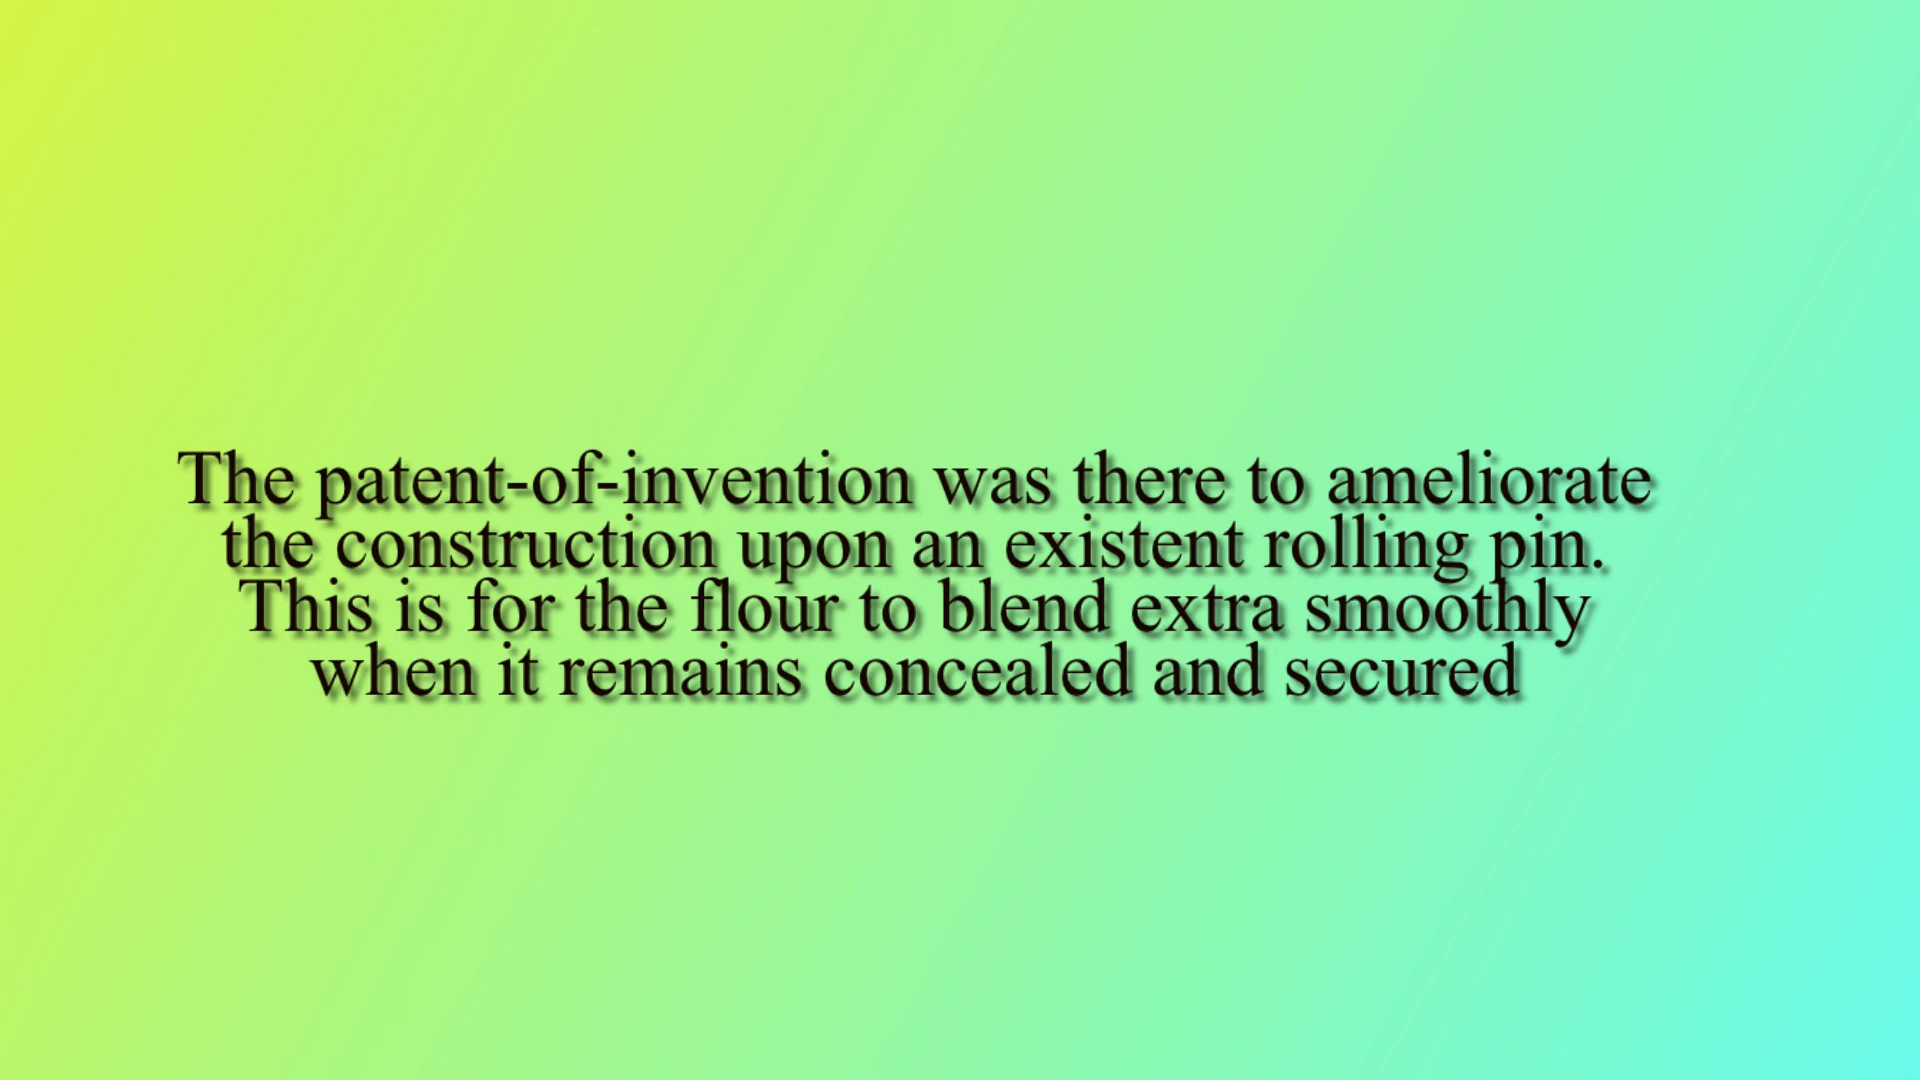 The patent-of-invention was there to ameliorate
the construction upon an existent rolling pin.
This is for the flour to blend extra smoothly
when it remains concealed and secured